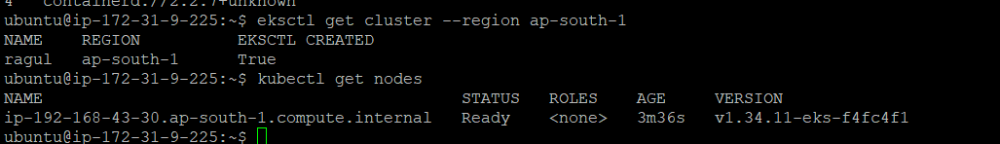 4   containerd://2.2.7+unknown
ubuntu@ip-172-31-9-225:~$ eksctl get cluster --region ap-south-1
NAME    REGION          EKSCTL CREATED
ragul   ap-south-1      True
ubuntu@ip-172-31-9-225:~$ kubectl get nodes
NAME                                           STATUS   ROLES    AGE     VERSION
ip-192-168-43-30.ap-south-1.compute.internal   Ready    <none>   3m36s   v1.34.11-eks-f4fc4f1
ubuntu@ip-172-31-9-225:~$